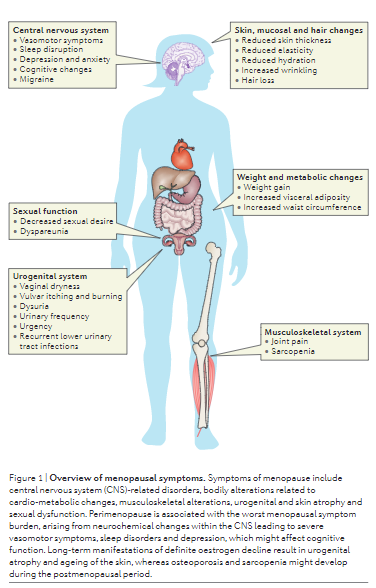 Central nervous system
• Vasomotor symptoms
• Sleep disruption
• Depression and anxiety
• Cognitive changes
• Migraine
Skin, mucosal and hair changes
• Reduced skin thickness
• Reduced elasticity
• Reduced hydration
• Increased wrinkling
• Hair loss
Weight and metabolic changes
• Weight gain
• Increased visceral adiposity
• Increased waist circumference
Sexual function
• Decreased sexual desire
• Dyspareunia
Urogenital system
• Vaginal dryness
• Vulvar itching and burning
• Dysuria
• Urinary frequency
• Urgency
• Recurrent lower urinary
tract infections
Musculoskeletal system
• Joint pain
• Sarcopenia
Figure 1 | Overview of menopausal symptoms. Symptoms of menopause include
central nervous system (CNS)-related disorders, bodily alterations related to
cardio-metabolic changes, musculoskeletal alterations, urogenital and skin atrophy and
sexual dysfunction. Perimenopause is associated with the worst menopausal symptom
burden, arising from neurochemical changes within the CNS leading to severe
vasomotor symptoms, sleep disorders and depression, which might affect cognitive
function. Long-term manifestations of definite oestrogen decline result in urogenital
atrophy and ageing of the skin, whereas osteoporosis and sarcopenia might develop
during the postmenopausal period.